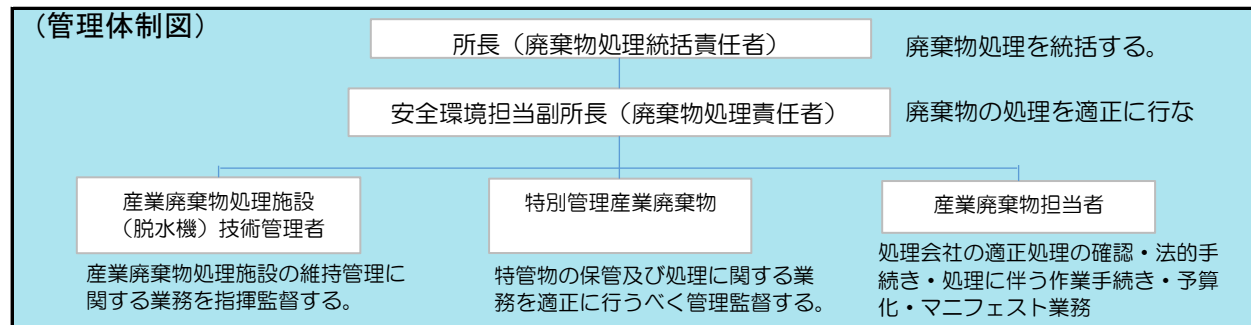 (管理体制図)
所長(廃棄物処理統括責任者)
廃棄物処理を統括する。
安全環境担当副所長(廃棄物処理責任者)
廃棄物の処理を適正に行な
産業廃棄物処理施設
(脱水機)技術管理者
産業廃棄物処理施設の維持管理に
関する業務を指揮監督する。
特別管理産業廃棄物
特管物の保管及び処理に関する業
務を適正に行うべく管理監督する。
産業廃棄物担当者
処理会社の適正処理の確認・法的手
続き・処理に伴う作業手続き・予算
化・マニフェスト業務